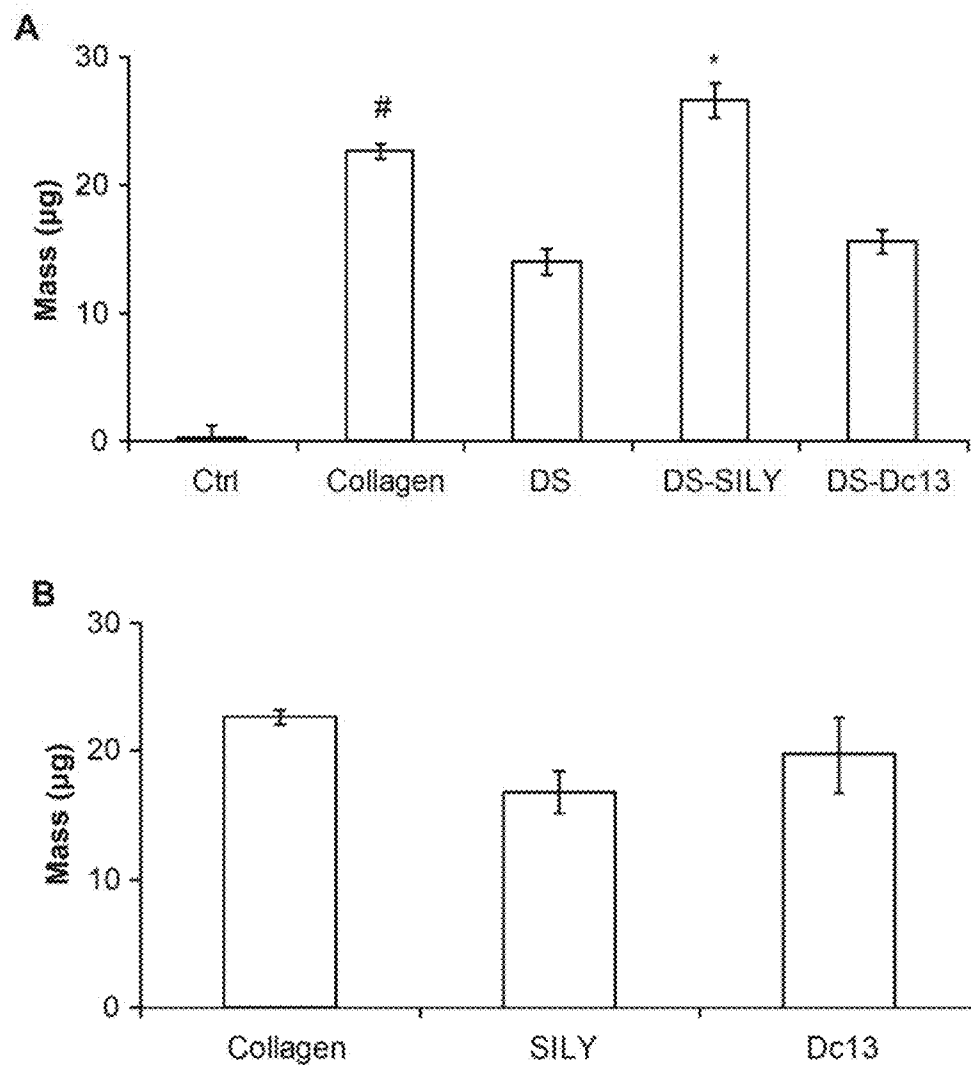 A
30
20
10
0
Mass (µg)
#
*
Ctrl Collagen DS DS-SILY DS-Dc13
B
30
20
10
0
Mass (µg)
Collagen SILY Dc13